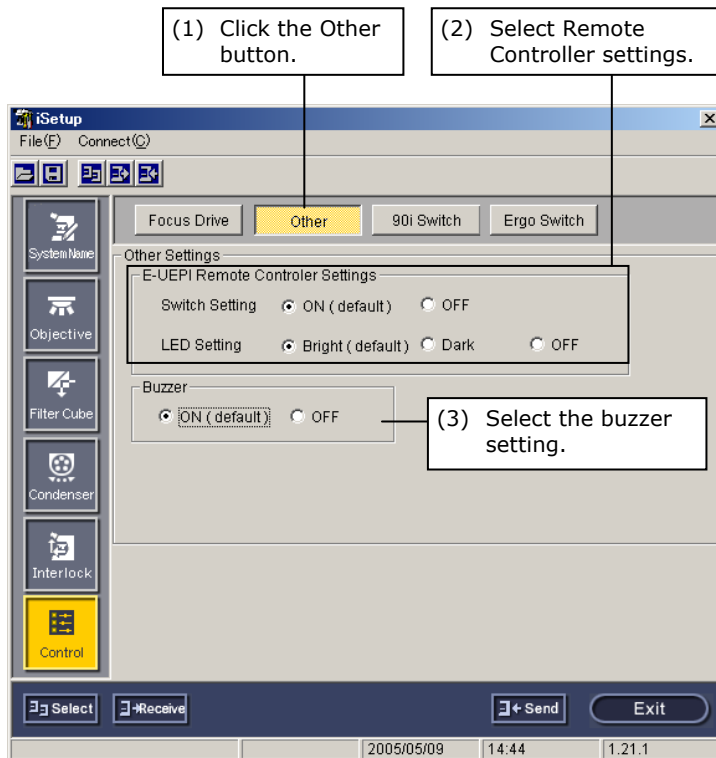 (1) Click the Other
button.
(2) Select Remote
Controller settings.
iSetup
File(F) Connect(C)
System Name
Objective
Filter Cube
Condenser
Interlock
Control
Focus Drive
Other
90i Switch
Ergo Switch
Other Settings
E-UEPI Remote Controler Settings
Switch Setting ON ( default ) OFF
LED Setting Bright ( default ) Dark OFF
Buzzer
ON ( default ) OFF
(3) Select the buzzer
setting.
Select
Receive
Send
Exit
2005/05/09 14:44 1.21.1